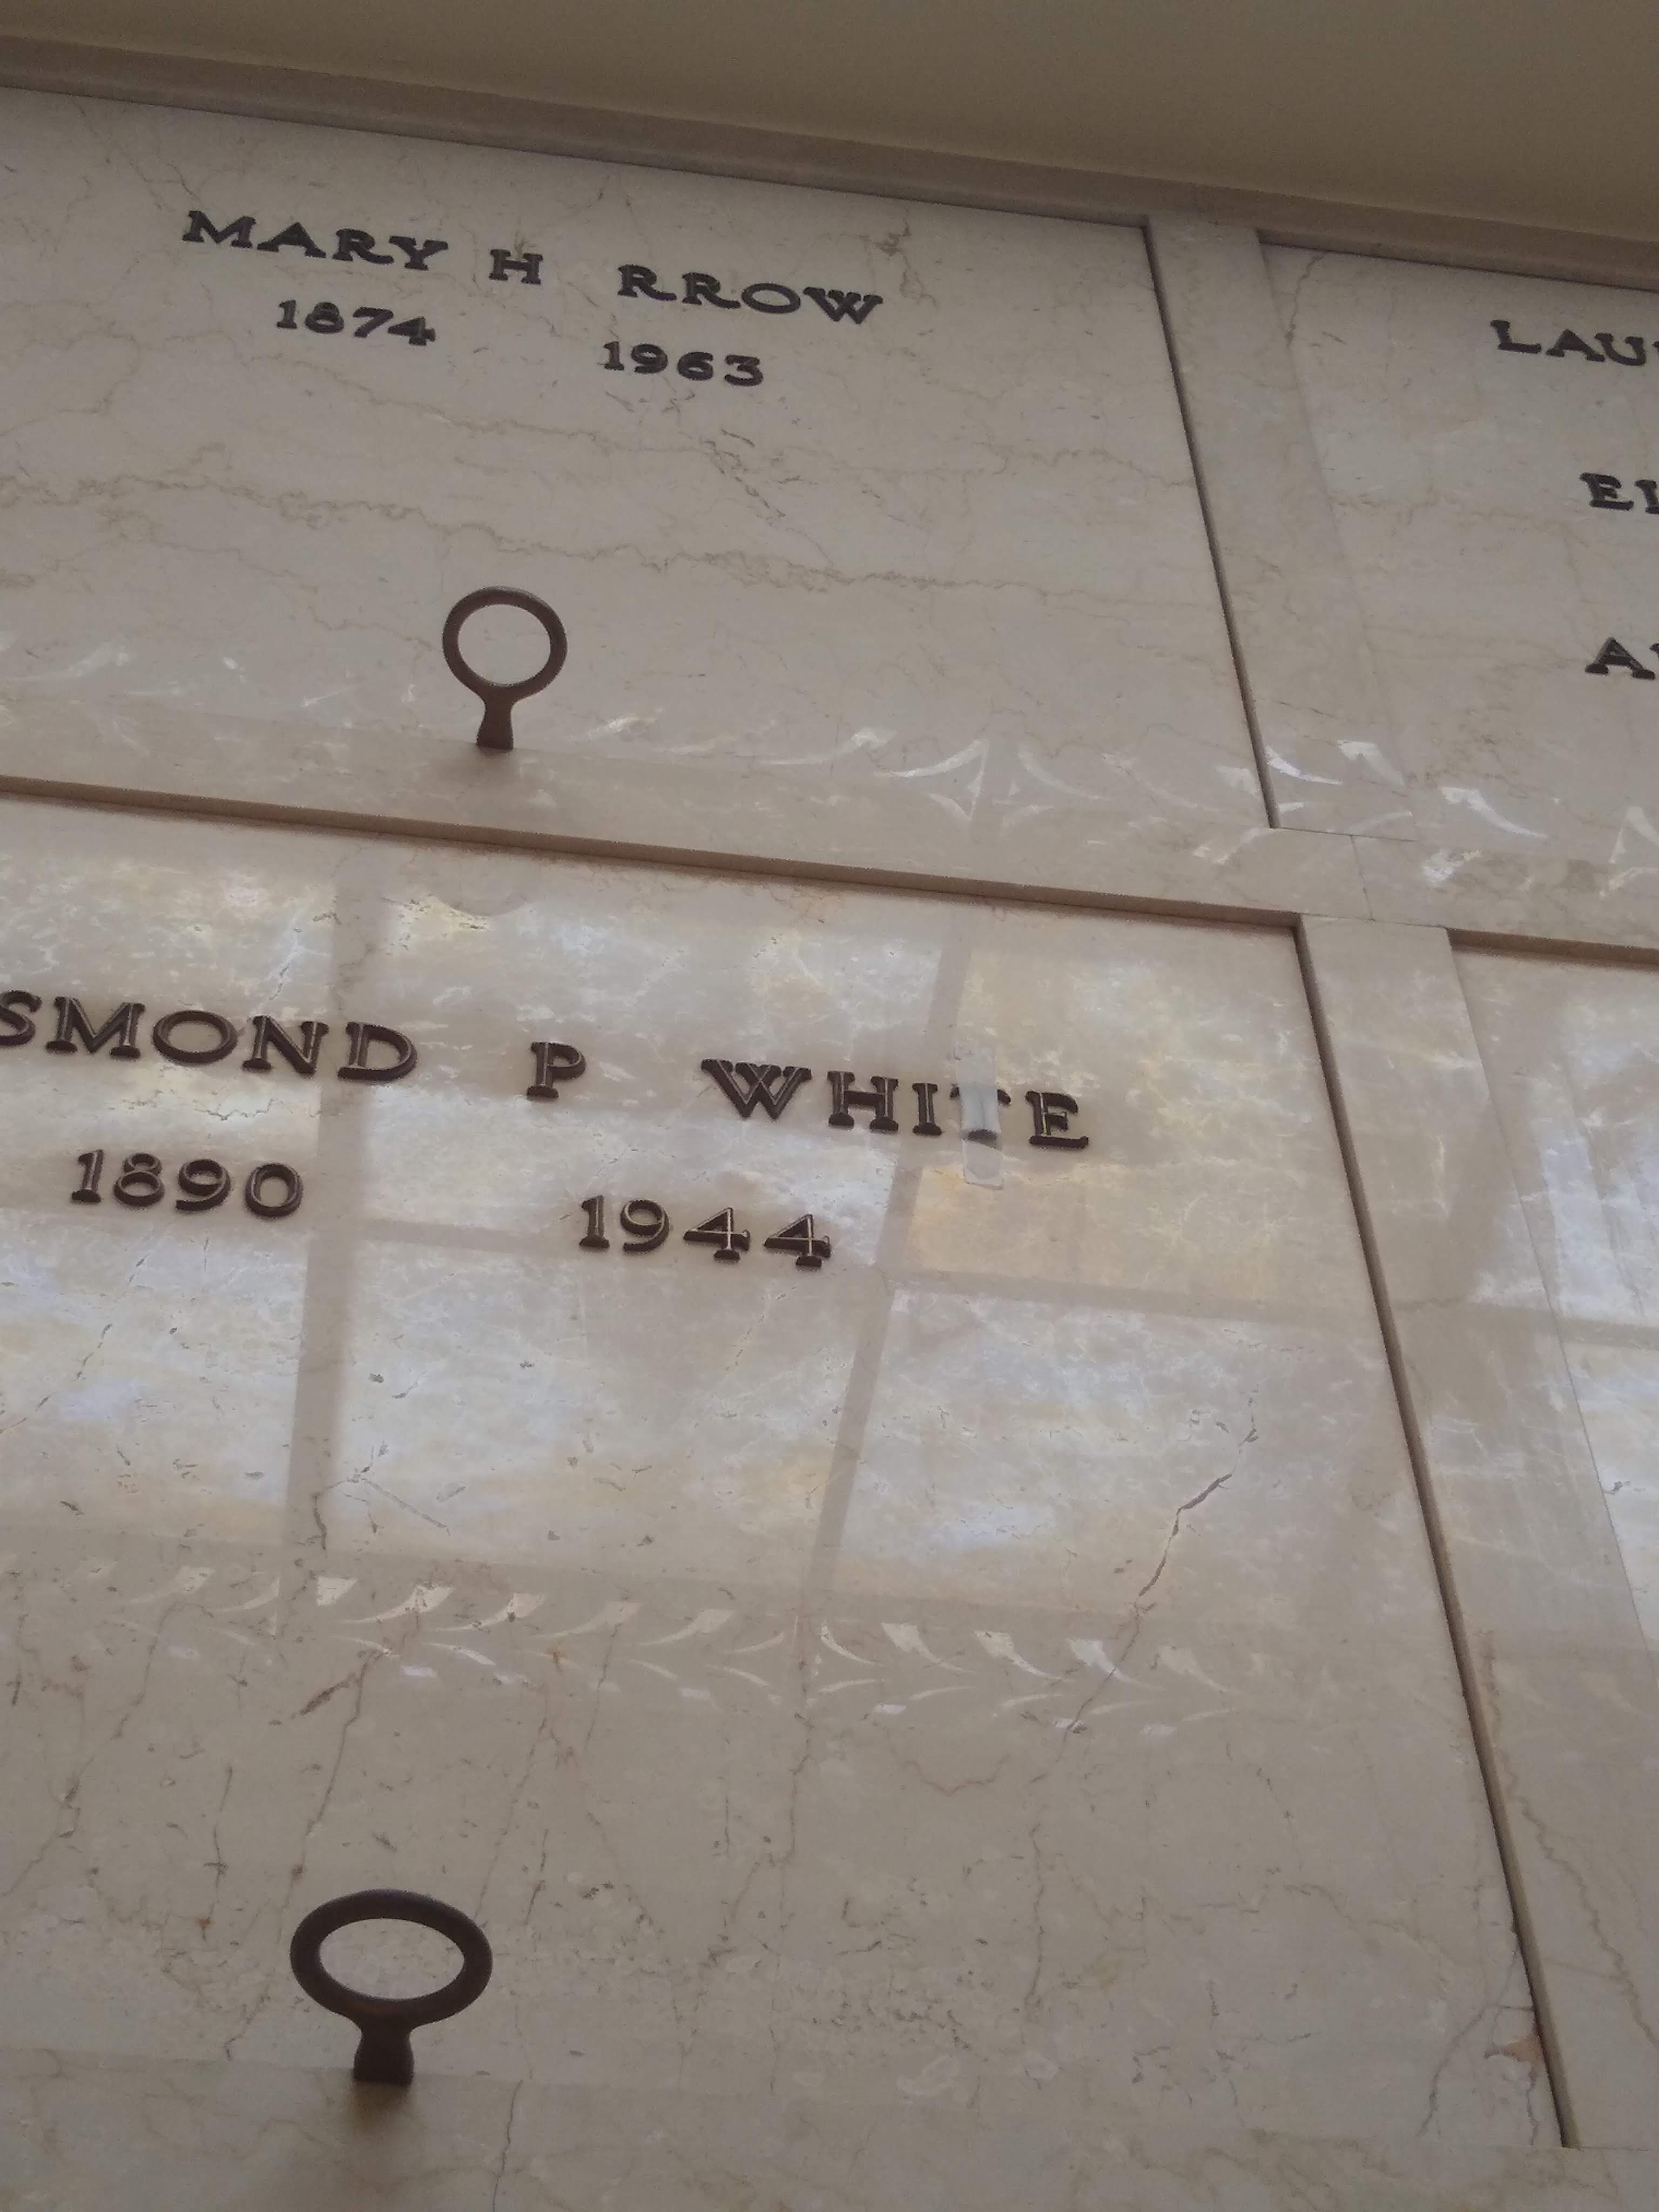 MARY H RROW
1874 1963
LAU
EL
A
SMOND P WHITE
1890 1944